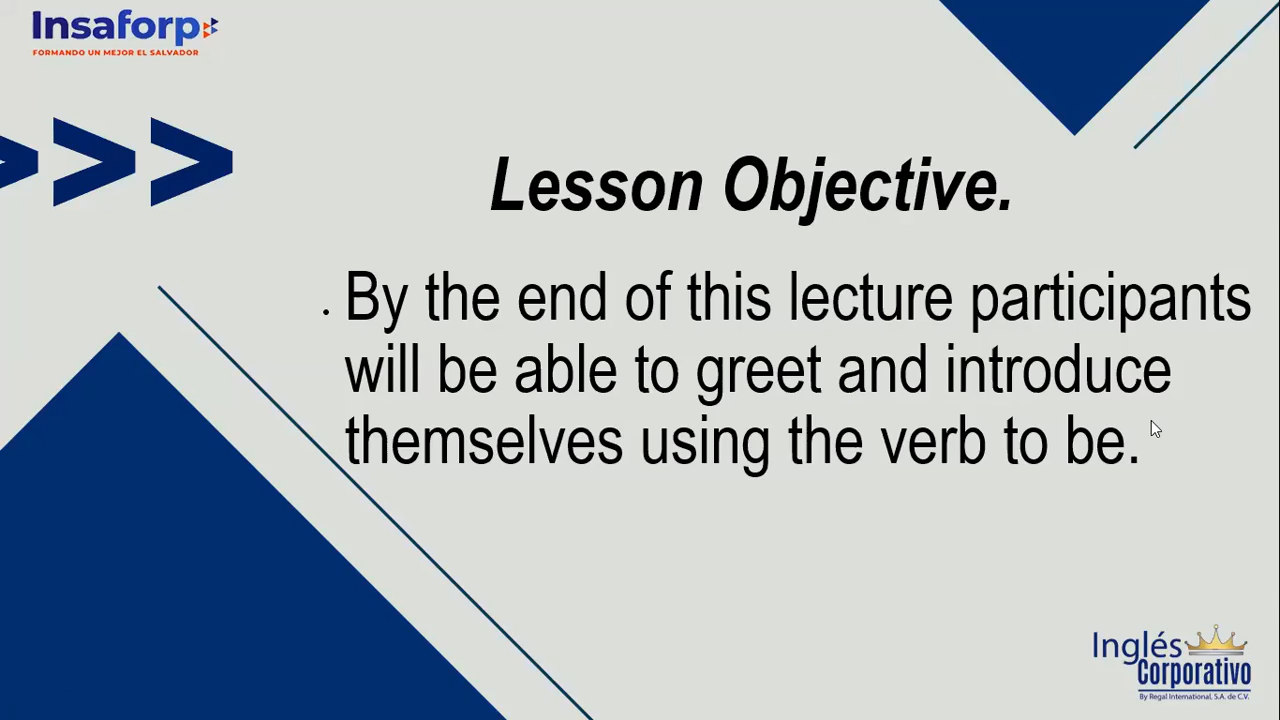 Insaforp
FORMANDO UN MEJOR EL SALVADOR
>>>
Lesson Objective.
. By the end of this lecture participants
will be able to greet and introduce
themselves using the verb to be.
Inglés
Corporativo
By Regal International, S.A. de C.V.